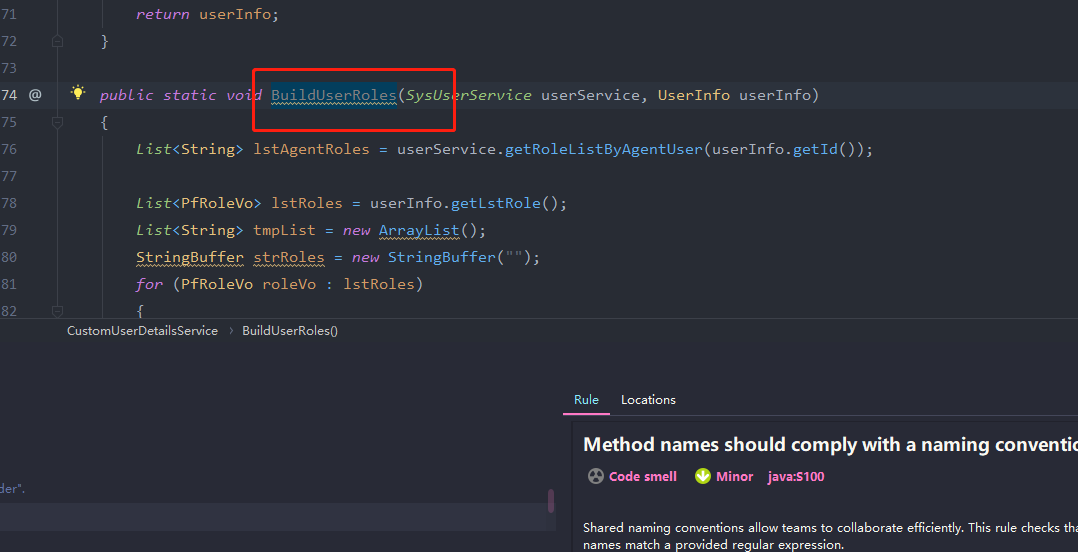 71 return userInfo;
72 }
73
74 @ public static void BuildUserRoles(SysUserService userService, UserInfo userInfo)
75 {
76 List<String> lstAgentRoles = userService.getRoleListByAgentUser(userInfo.getId());
77
78 List<PfRoleVo> lstRoles = userInfo.getLstRole();
79 List<String> tmpList = new ArrayList();
80 StringBuffer strRoles = new StringBuffer("");
81 for (PfRoleVo roleVo : lstRoles)
82 {
CustomUserDetailsService › BuildUserRoles()
Rule Locations
Method names should comply with a naming conventio
Code smell Minor java:S100
der".
Shared naming conventions allow teams to collaborate efficiently. This rule checks tha
names match a provided regular expression.